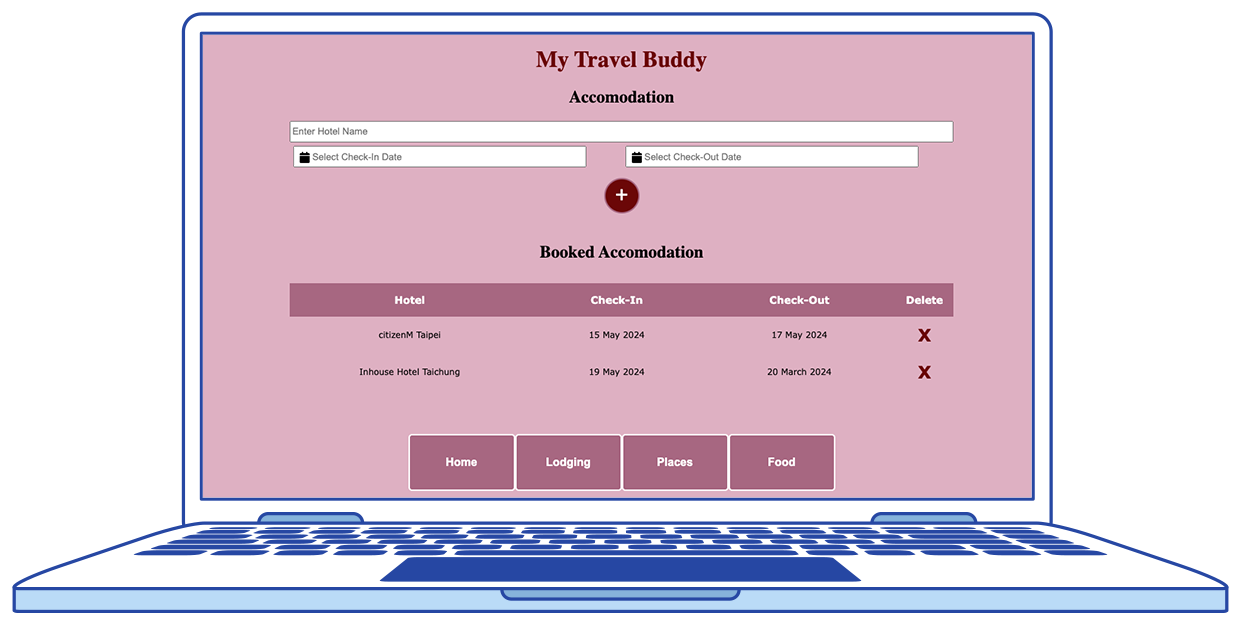 My Travel Buddy
Accomodation
Enter Hotel Name
Select Check-In Date Select Check-Out Date
+
Booked Accomodation
Hotel Check-In Check-Out Delete
citizenM Taipei 15 May 2024 17 May 2024 X
Inhouse Hotel Taichung 19 May 2024 20 March 2024 X
Home Lodging Places Food